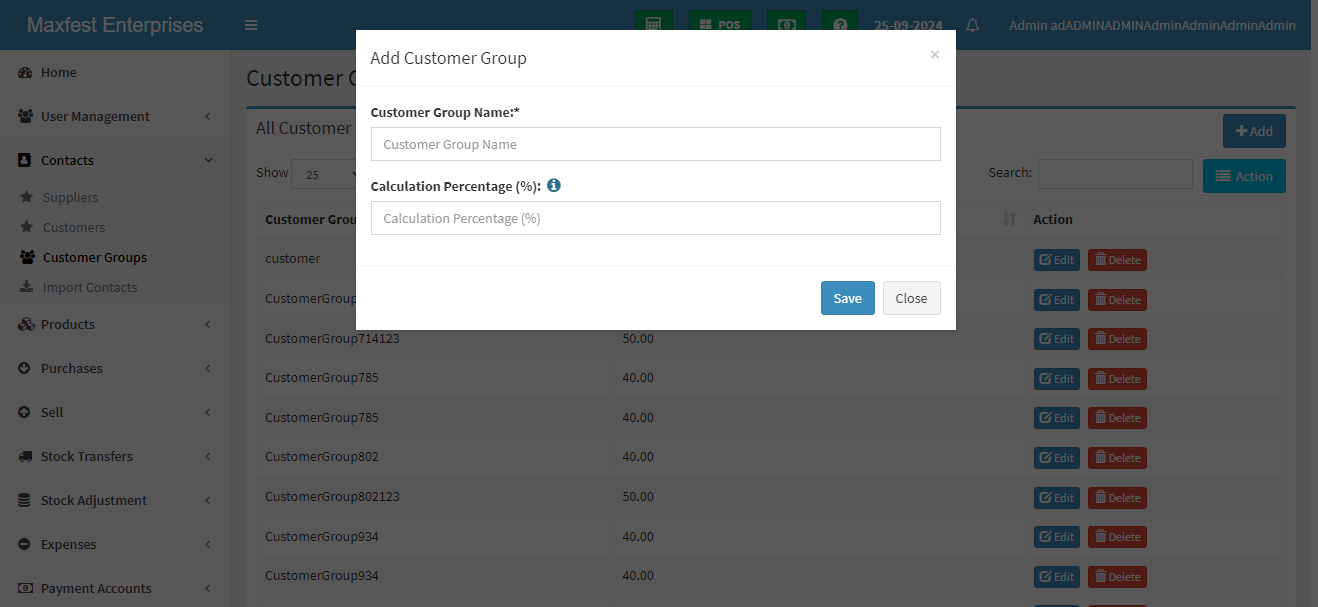 Maxfest Enterprises
POS
25-09-2024
Admin adADMINADMINAdminAdminAdminAdmin
Home
User Management
Contacts
Suppliers
Customers
Customer Groups
Import Contacts
Products
Purchases
Sell
Stock Transfers
Stock Adjustment
Expenses
Payment Accounts
Customer G
All Customer
Add
Show 25
Search:
Action
Customer Grou
Action
customer
Edit Delete
CustomerGroup
Edit Delete
CustomerGroup714123 50.00 Edit Delete
CustomerGroup785 40.00 Edit Delete
CustomerGroup785 40.00 Edit Delete
CustomerGroup802 40.00 Edit Delete
CustomerGroup802123 50.00 Edit Delete
CustomerGroup934 40.00 Edit Delete
CustomerGroup934 40.00 Edit Delete
Add Customer Group ×
Customer Group Name:*
Customer Group Name
Calculation Percentage (%):
Calculation Percentage (%)
Save Close